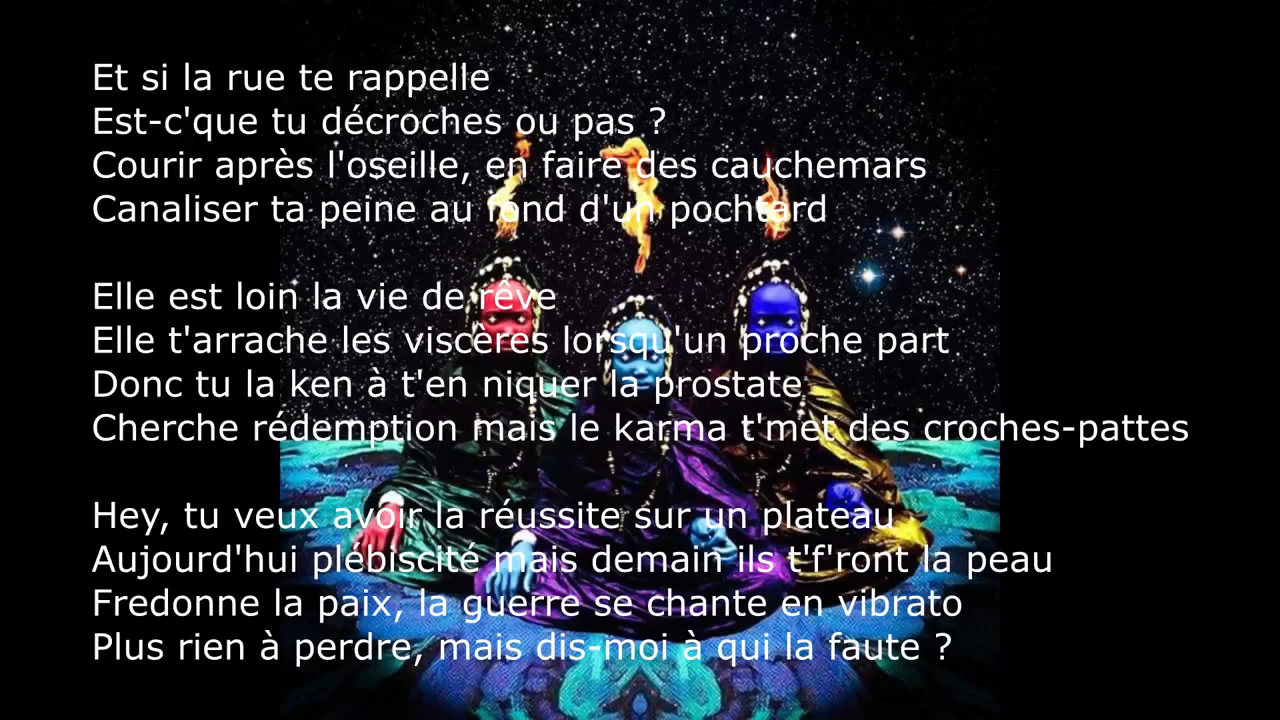 Et si la rue te rappelle
Est-c'que tu décroches ou pas ?
Courir après l'oseille, en faire des cauchemars
Canaliser ta peine au fond d'un pochtard
Elle est loin la vie de rêve
Elle t'arrache les viscères lorsqu'un proche part
Donc tu la ken à t'en niquer la prostate
Cherche rédemption mais le karma t'met des croches-pattes
Hey, tu veux avoir la réussite sur un plateau
Aujourd'hui plébiscité mais demain ils t'f'ront la peau
Fredonne la paix, la guerre se chante en vibrato
Plus rien à perdre, mais dis-moi à qui la faute ?